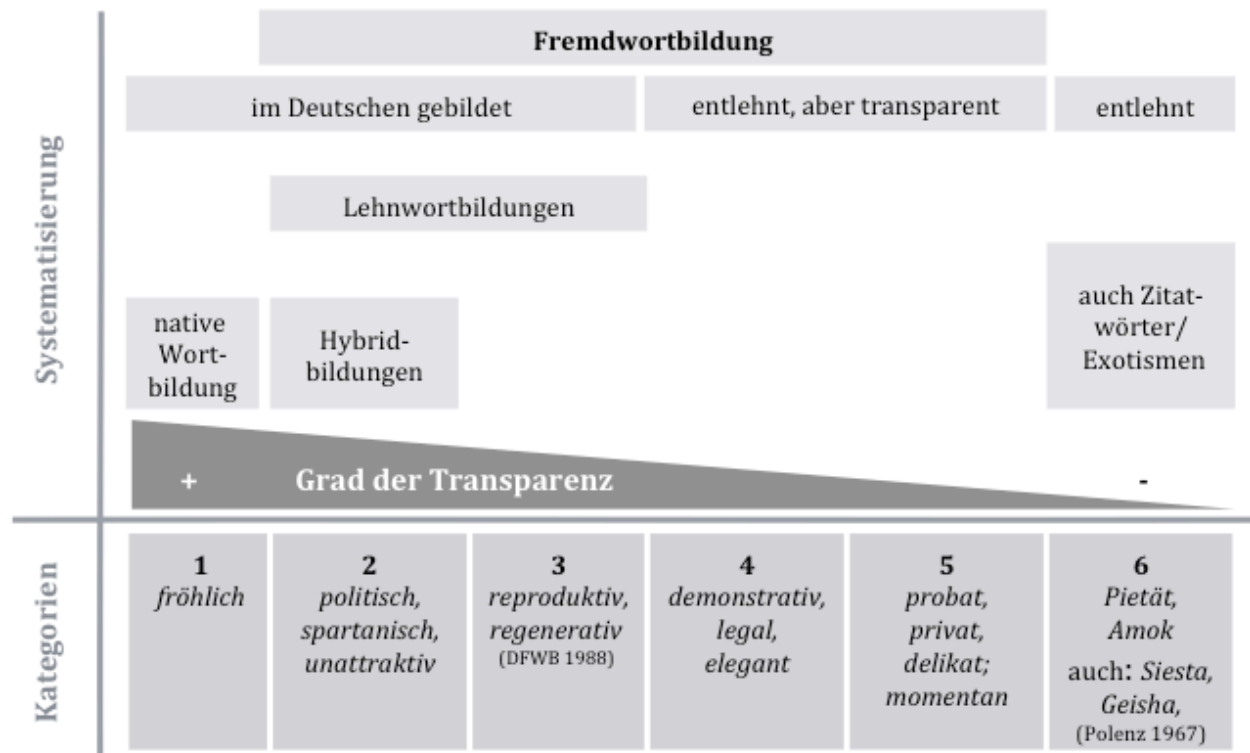 Fremdwortbildung
im Deutschen gebildet
entlehnt, aber transparent
entlehnt
Systematisierung
Lehnwortbildungen
native
Wort-
bildung
Hybrid-
bildungen
auch Zitat-
wörter/
Exotismen
+
Grad der Transparenz
-
Kategorien
1
fröhlich
2
politisch,
spartanisch,
unattraktiv
3
reproduktiv,
regenerativ
(DFWB 1988)
4
demonstrativ,
legal,
elegant
5
probat,
privat,
delikat;
momentan
6
Pietät,
Amok
auch: Siesta,
Geisha,
(Polenz 1967)